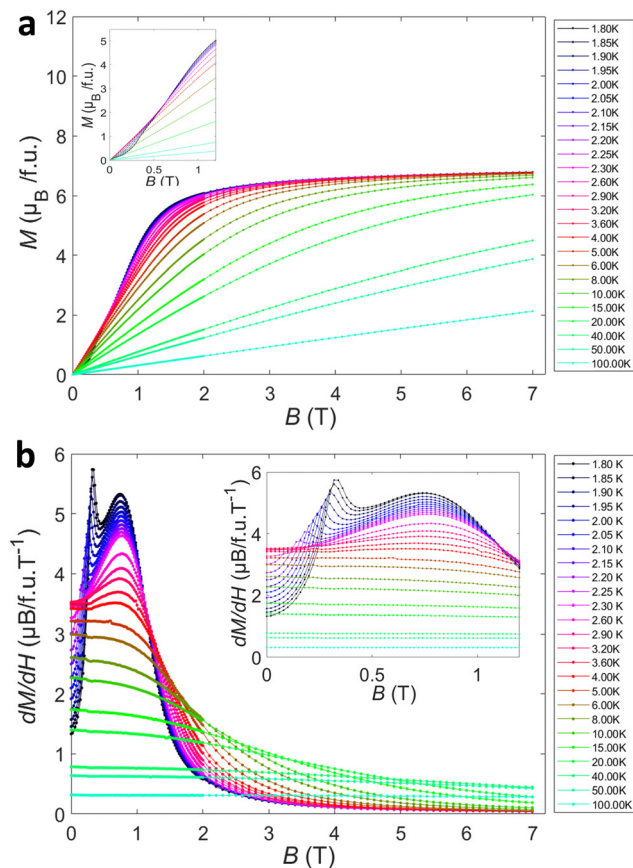 a
12
10
8
6
4
2
0
M (μB/f.u.)
0 1 2 3 4 5 6 7
B (T)
5
4
3
2
1
0
M (μB/f.u.)
0 0.5 1
B (T)
1.80K
1.85K
1.90K
1.95K
2.00K
2.05K
2.10K
2.15K
2.20K
2.25K
2.30K
2.60K
2.90K
3.20K
3.60K
4.00K
5.00K
6.00K
8.00K
10.00K
15.00K
20.00K
40.00K
50.00K
100.00K
b
6
5
4
3
2
1
0
dM/dH (μB/f.u.T⁻¹)
0 1 2 3 4 5 6 7
B (T)
6
4
2
0
dM/dH (μB/f.u.T⁻¹)
0 0.5 1
B (T)
1.80 K
1.85 K
1.90 K
1.95 K
2.00 K
2.05 K
2.10 K
2.15 K
2.20 K
2.25 K
2.30 K
2.60 K
2.90 K
3.20 K
3.60 K
4.00 K
5.00 K
6.00 K
8.00 K
10.00 K
15.00 K
20.00 K
40.00 K
50.00 K
100.00 K